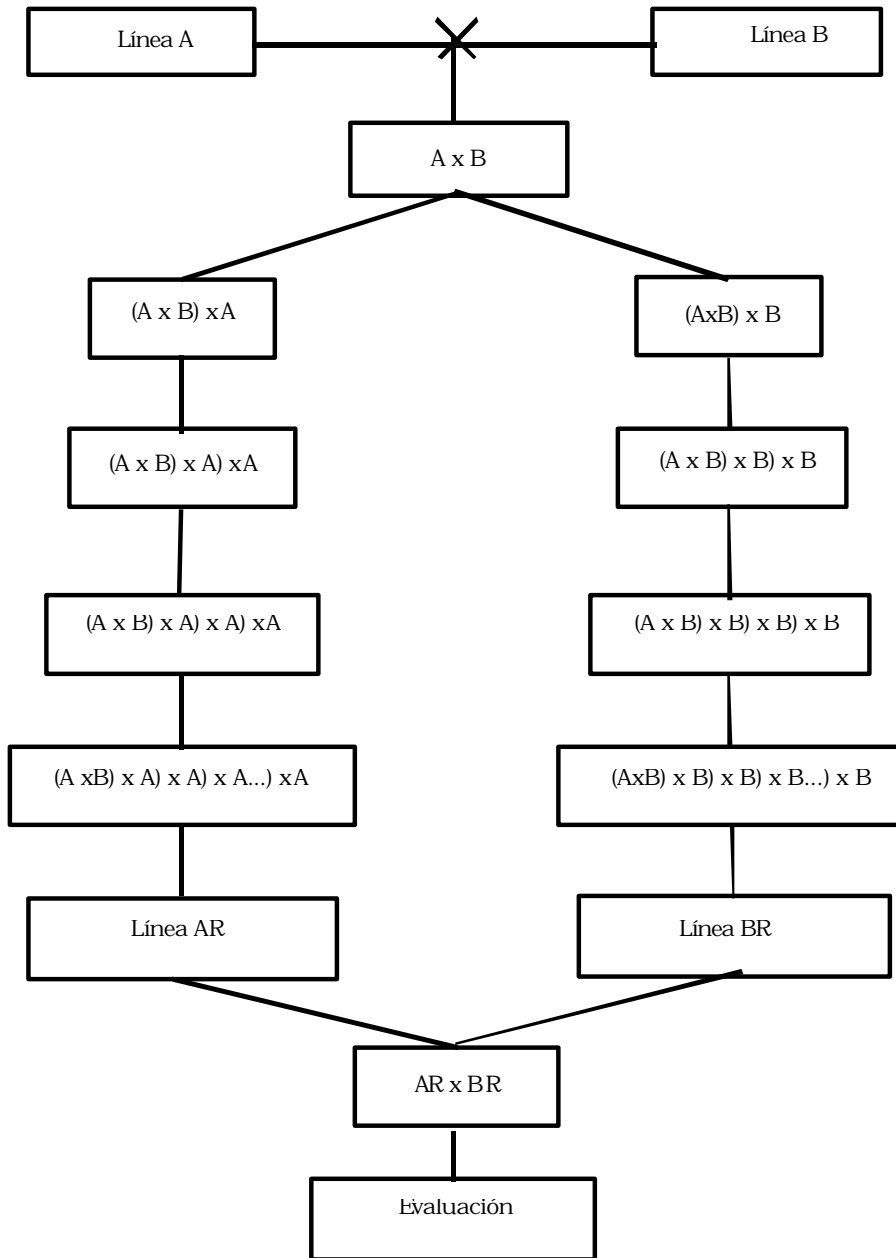 Línea A
Línea B
A x B
(A x B) x A
(AxB) x B
(A x B) x A) x A
(A x B) x B) x B
(A x B) x A) x A) x A
(A x B) x B) x B) x B
(A xB) x A) x A) x A...) x A
(AxB) x B) x B) x B...) x B
Línea AR
Línea BR
AR x BR
Evaluación